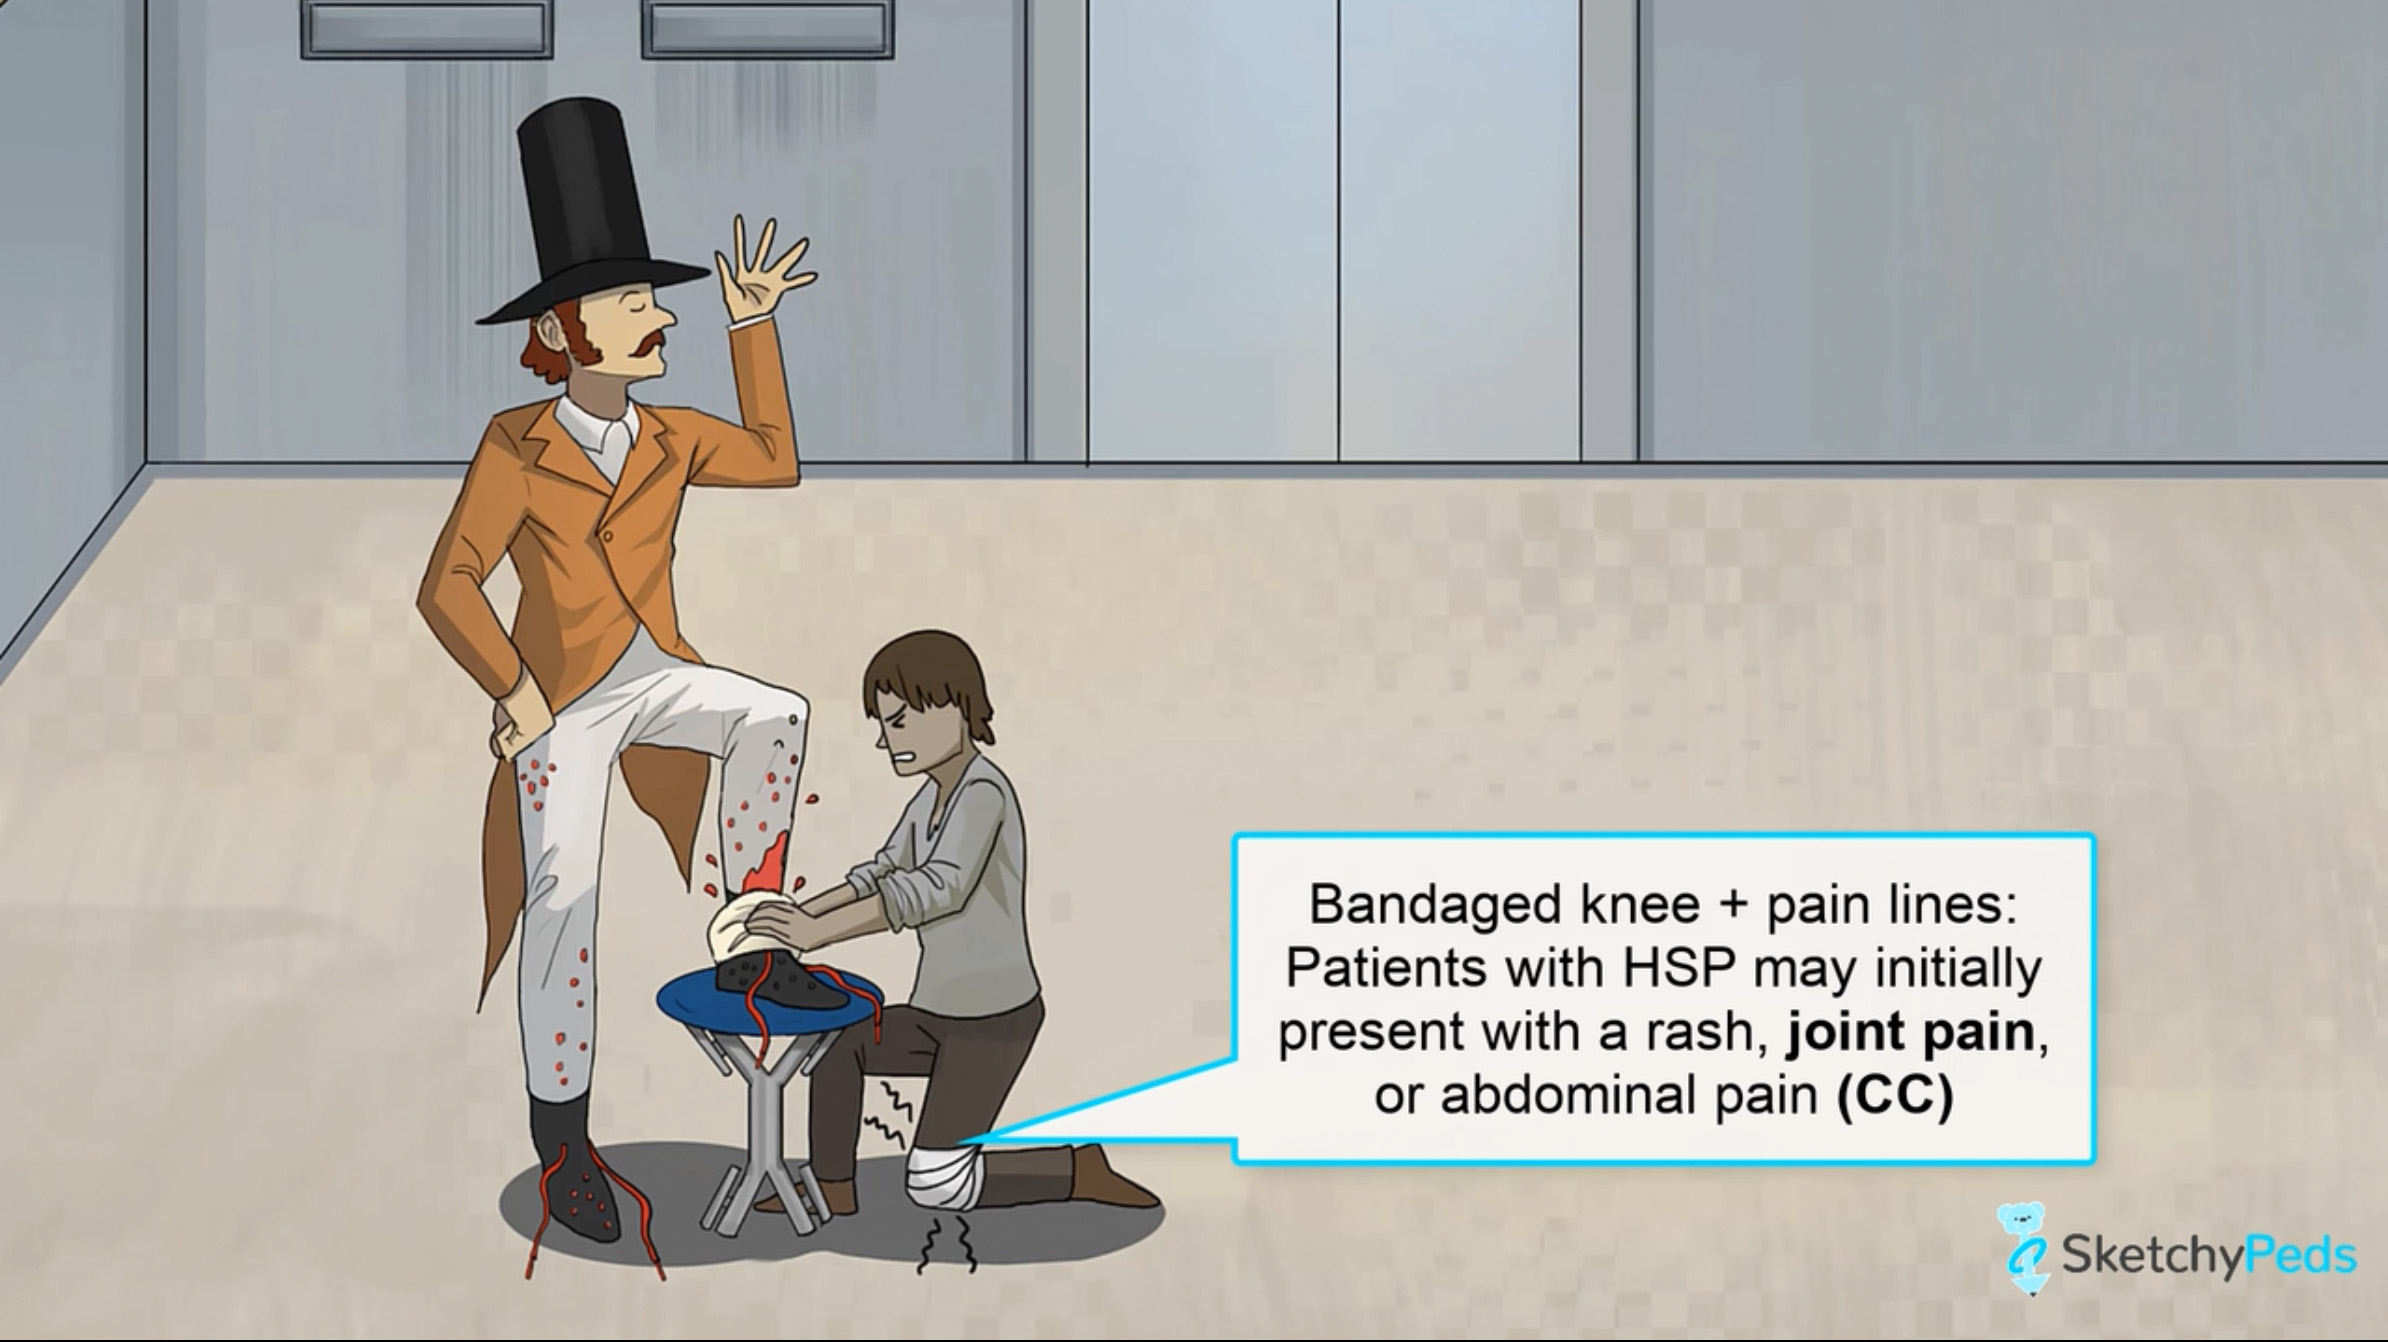 Bandaged knee + pain lines:
Patients with HSP may initially
present with a rash, joint pain,
or abdominal pain (CC)
SketchyPeds